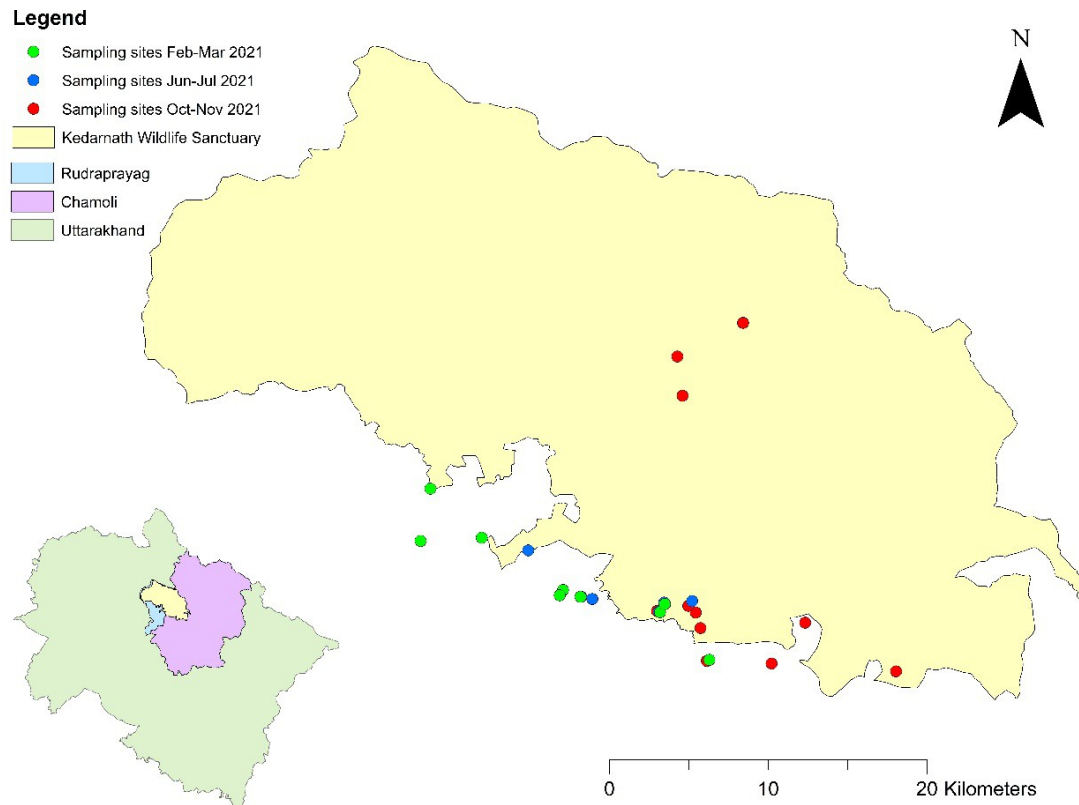 Legend
Sampling sites Feb-Mar 2021
Sampling sites Jun-Jul 2021
Sampling sites Oct-Nov 2021
Kedarnath Wildlife Sanctuary
Rudraprayag
Chamoli
Uttarakhand
N
0 10 20 Kilometers